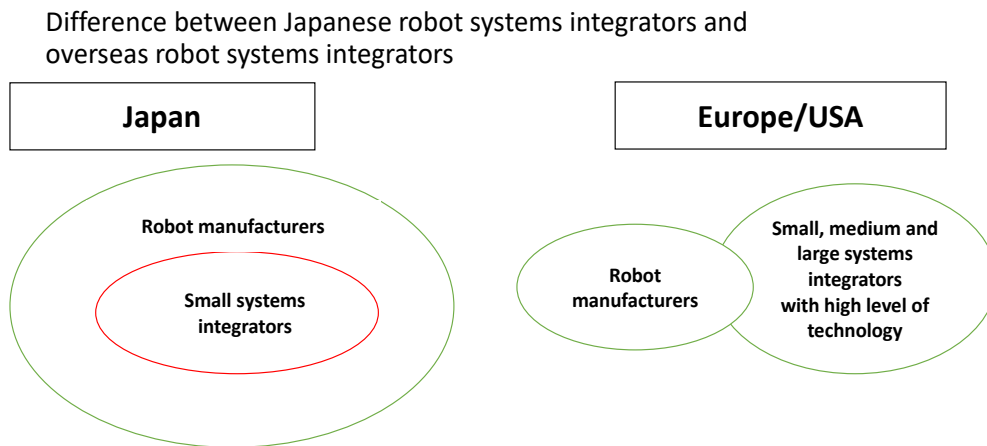 Difference between Japanese robot systems integrators and
overseas robot systems integrators
Japan
Europe/USA
Robot manufacturers
Small systems
integrators
Robot
manufacturers
Small, medium and
large systems
integrators
with high level of
technology